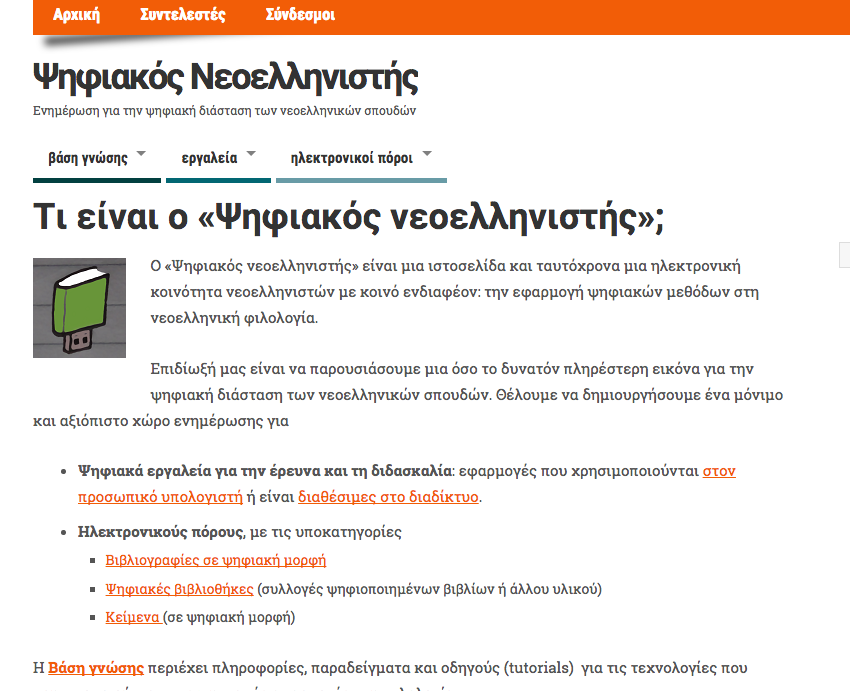 Αρχική Συντελεστές Σύνδεσμοι
Ψηφιακός Νεοελληνιστής
Ενημέρωση για την ψηφιακή διάσταση των νεοελληνικών σπουδών
βάση γνώσης εργαλεία ηλεκτρονικοί πόροι
Τι είναι ο «Ψηφιακός νεοελληνιστής»;
Ο «Ψηφιακός νεοελληνιστής» είναι μια ιστοσελίδα και ταυτόχρονα μια ηλεκτρονική
κοινότητα νεοελληνιστών με κοινό ενδιαφέρον: την εφαρμογή ψηφιακών μεθόδων στη
νεοελληνική φιλολογία.
Επιδίωξή μας είναι να παρουσιάσουμε μια όσο το δυνατόν πληρέστερη εικόνα για την
ψηφιακή διάσταση των νεοελληνικών σπουδών. Θέλουμε να δημιουργήσουμε ένα μόνιμο
και αξιόπιστο χώρο ενημέρωσης για
Ψηφιακά εργαλεία για την έρευνα και τη διδασκαλία: εφαρμογές που χρησιμοποιούνται στον
προσωπικό υπολογιστή ή είναι διαθέσιμες στο διαδίκτυο.
Ηλεκτρονικούς πόρους, με τις υποκατηγορίες
Βιβλιογραφίες σε ψηφιακή μορφή
Ψηφιακές βιβλιοθήκες (συλλογές ψηφιοποιημένων βιβλίων ή άλλου υλικού)
Κείμενα (σε ψηφιακή μορφή)
Η Βάση γνώσης περιέχει πληροφορίες, παραδείγματα και οδηγούς (tutorials) για τις τεχνολογίες που